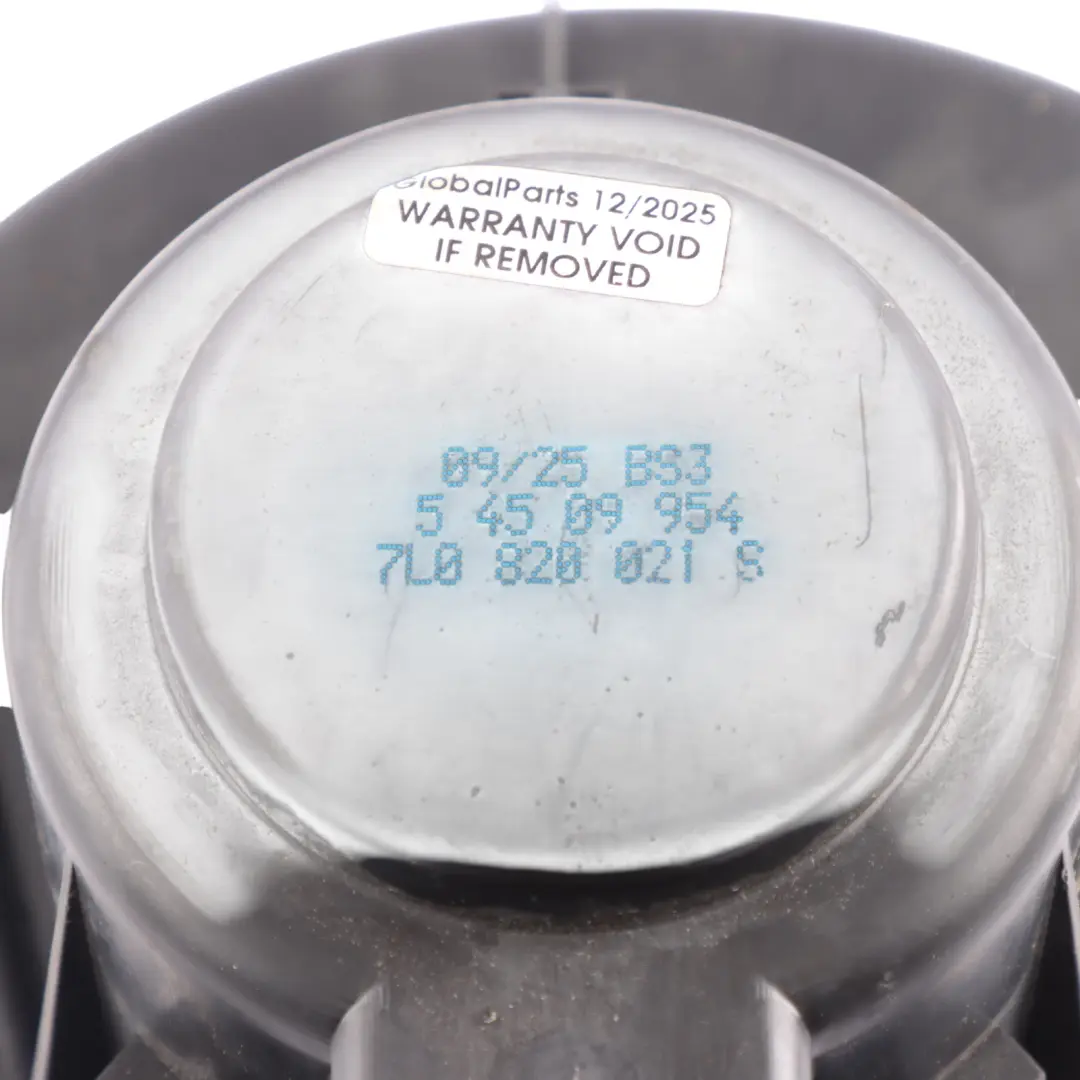 GlobalParts 12/2025
WARRANTY VOID
IF REMOVED
09/25 BS3
5 45 09 954
7L0 820 021 S